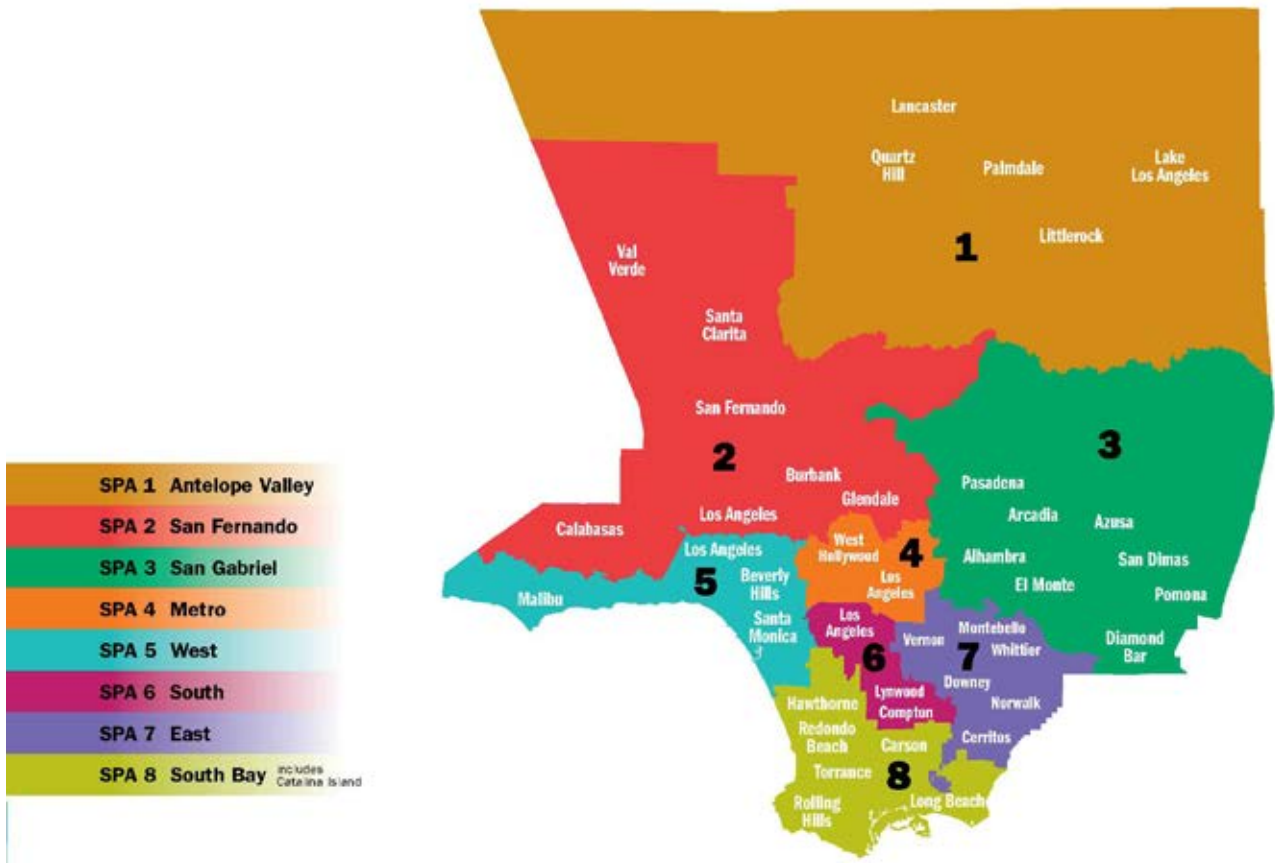 SPA 1 Antelope Valley
SPA 2 San Fernando
SPA 3 San Gabriel
SPA 4 Metro
SPA 5 West
SPA 6 South
SPA 7 East
SPA 8 South Bay includes
Catalina Island
Lancaster
Quartz
Hill
Palmdale
Lake
Los Angeles
Littlerock
1
Val
Verde
Santa
Clarita
San Fernando
2
Burbank
Glendale
Los Angeles
Calabasas
3
Pasadena
Arcadia
Azusa
Alhambra
San Dimas
El Monte
Pomona
Diamond
Bar
West
Hollywood
4
Los
Angeles
Los Angeles
5
Beverly
Hills
Malibu
Santa
Monica
Los
Angeles
6
Lynwood
Compton
Vernon
Montebello
7
Whittier
Downey
Norwalk
Cerritos
Hawthorne
Redondo
Beach
Carson
Torrance
8
Rolling
Hills
Long Beach